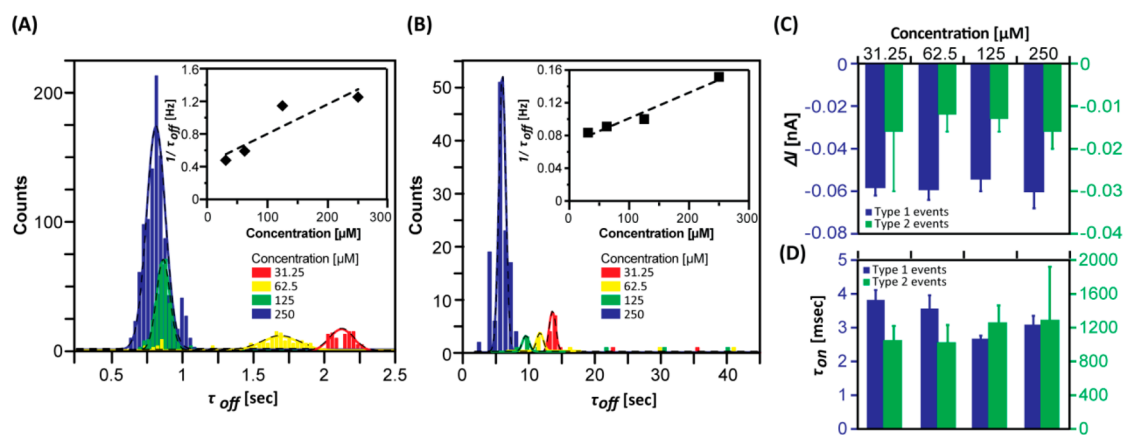 (A)
200
150
100
50
0
Counts
0.5 1 1.5 2 2.5
τ off [sec]
1.6
1.2
0.8
0.4
0
1/ τoff [Hz]
0 100 200 300
Concentration [μM]
Concentration [μM]
31.25
62.5
125
250
(B)
50
40
30
20
10
0
Counts
0 10 20 30 40
τoff [sec]
0.16
0.12
0.08
0.04
0
1/ τoff [Hz]
0 100 200 300
Concentration [μM]
Concentration [μM]
31.25
62.5
125
250
(C)
Concentration [μM]
31.25 62.5 125 250
0 0
-0.02 -0.01
-0.04 -0.02
-0.06 -0.03
-0.08 -0.04
ΔI [nA]
Type 1 events
Type 2 events
(D)
Type 1 events
Type 2 events
5 2000
4 1600
3 1200
2 800
1 400
0 0
τon [msec]